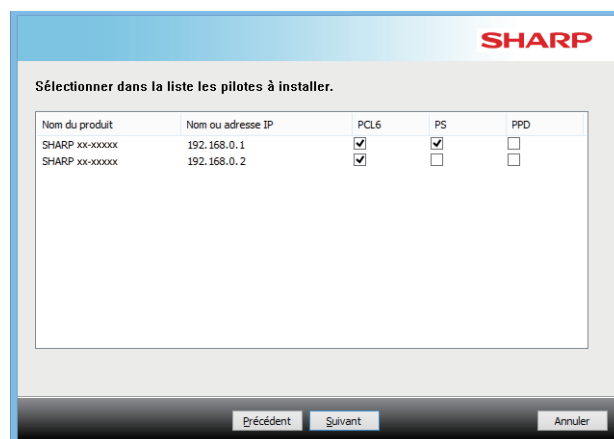 SHARP
Sélectionner dans la liste les pilotes à installer.
Nom du produit Nom ou adresse IP PCL6 PS PPD
SHARP xx-xxxxx 192.168.0.1
SHARP xx-xxxxx 192.168.0.2
Précédent Suivant Annuler